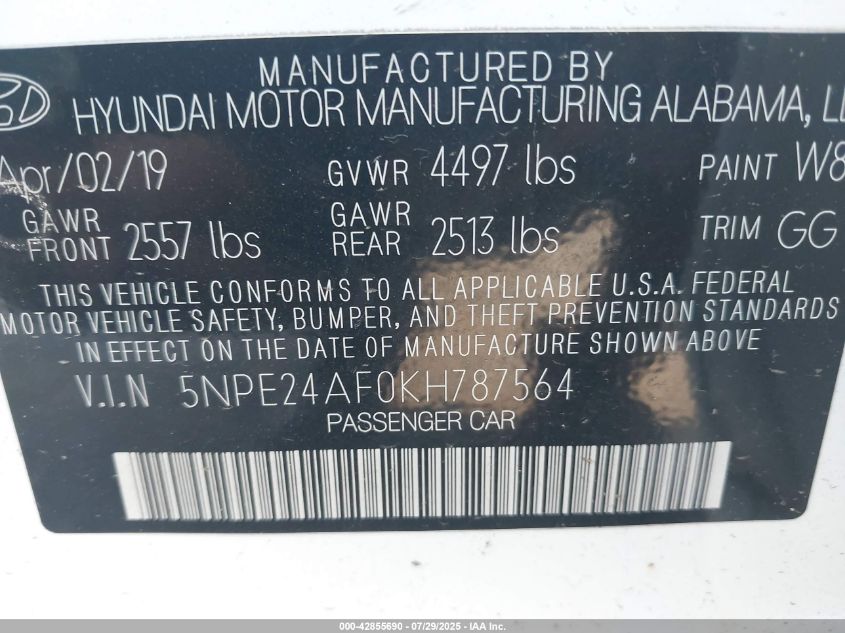 MANUFACTURED BY
HYUNDAI MOTOR MANUFACTURING ALABAMA,
Apr/02/19 GVWR 4497 lbs PAINT W8
GAWR FRONT 2557 lbs GAWR REAR 2513 lbs TRIM GG
THIS VEHICLE CONFORMS TO ALL APPLICABLE U.S.A. FEDERAL
MOTOR VEHICLE SAFETY, BUMPER, AND THEFT PREVENTION STANDARDS
IN EFFECT ON THE DATE OF MANUFACTURE SHOWN ABOVE
V.I.N 5NPE24AF0KH787564
PASSENGER CAR
000-42855690 - 07/29/2025 - IAA Inc.